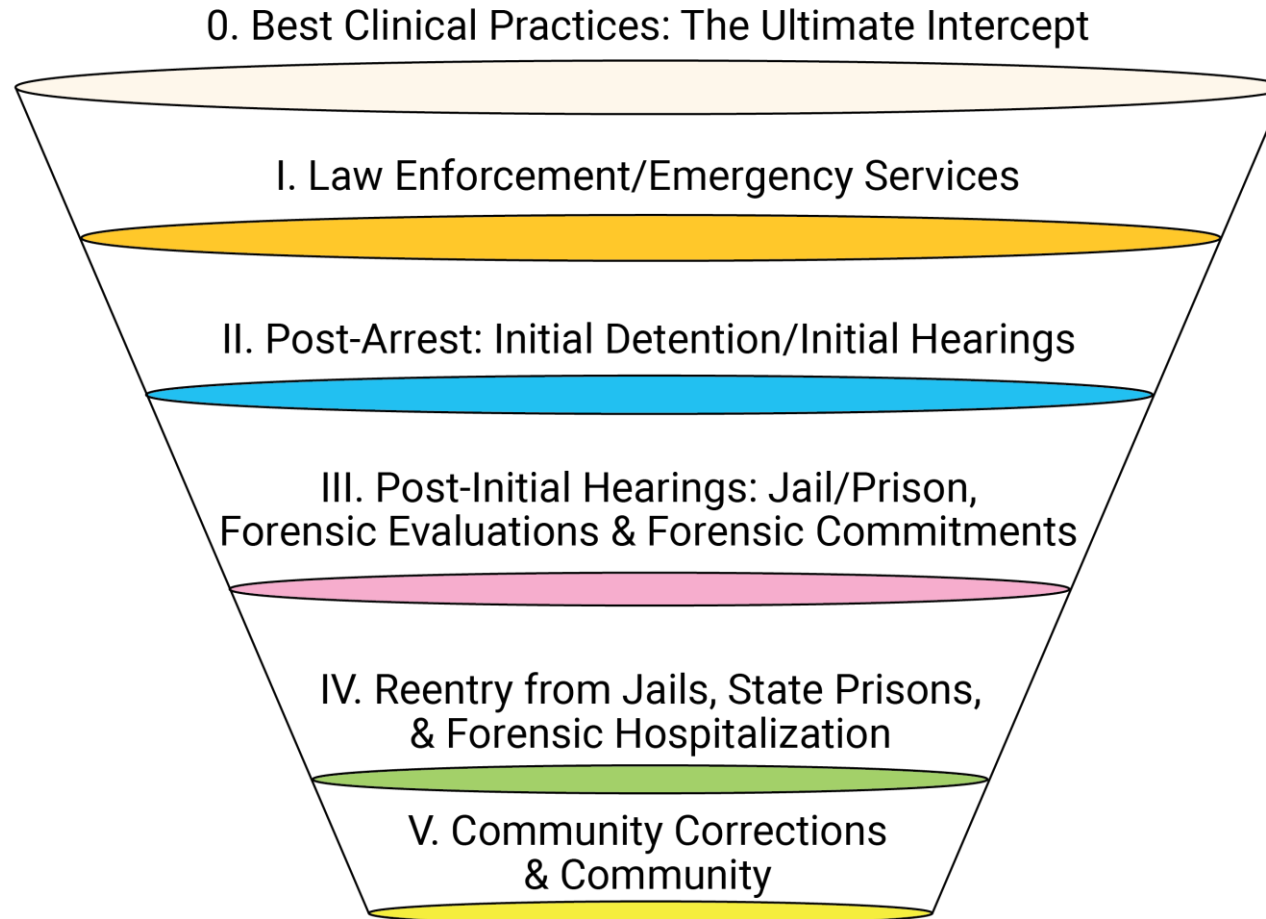 0. Best Clinical Practices: The Ultimate Intercept
I. Law Enforcement/Emergency Services
II. Post-Arrest: Initial Detention/Initial Hearings
III. Post-Initial Hearings: Jail/Prison,
Forensic Evaluations & Forensic Commitments
IV. Reentry from Jails, State Prisons,
& Forensic Hospitalization
V. Community Corrections
& Community